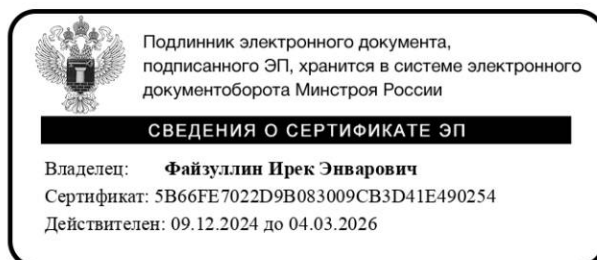 Подлинник электронного документа,
подписанного ЭП, хранится в системе электронного
документооборота Минстроя России
СВЕДЕНИЯ О СЕРТИФИКАТЕ ЭП
Владелец: Файзуллин Ирек Энварович
Сертификат: 5B66FE7022D9B083009CB3D41E490254
Действителен: 09.12.2024 до 04.03.2026